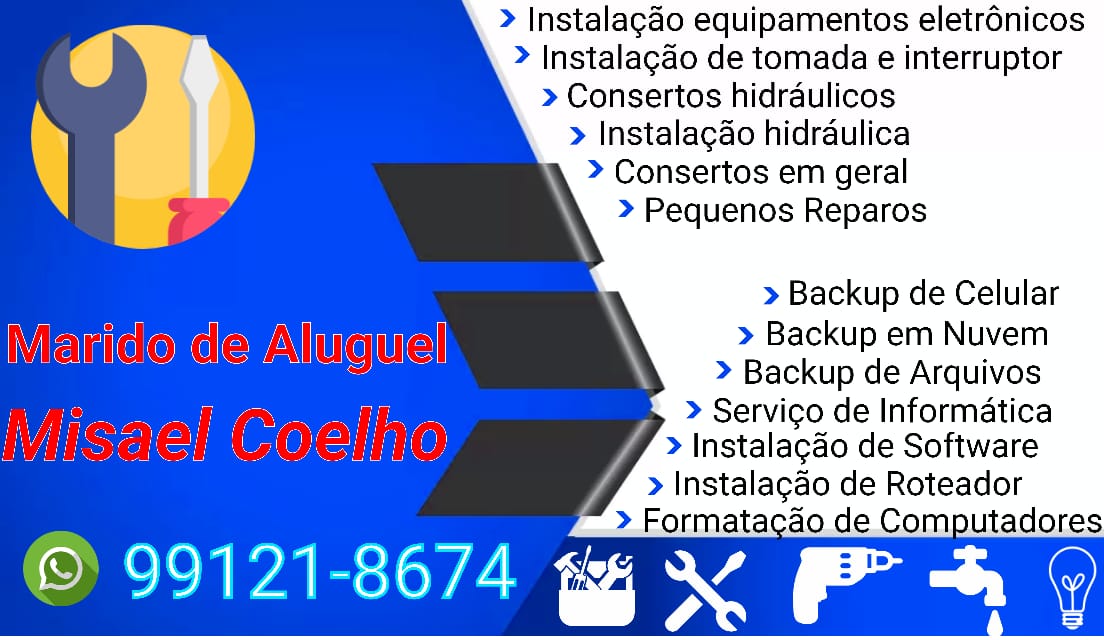 Instalação equipamentos eletrônicos
Instalação de tomada e interruptor
Consertos hidráulicos
Instalação hidráulica
Consertos em geral
Pequenos Reparos
Backup de Celular
Backup em Nuvem
Backup de Arquivos
Serviço de Informática
Instalação de Software
Instalação de Roteador
Formatação de Computadores
Marido de Aluguel
Misael Coelho
99121-8674